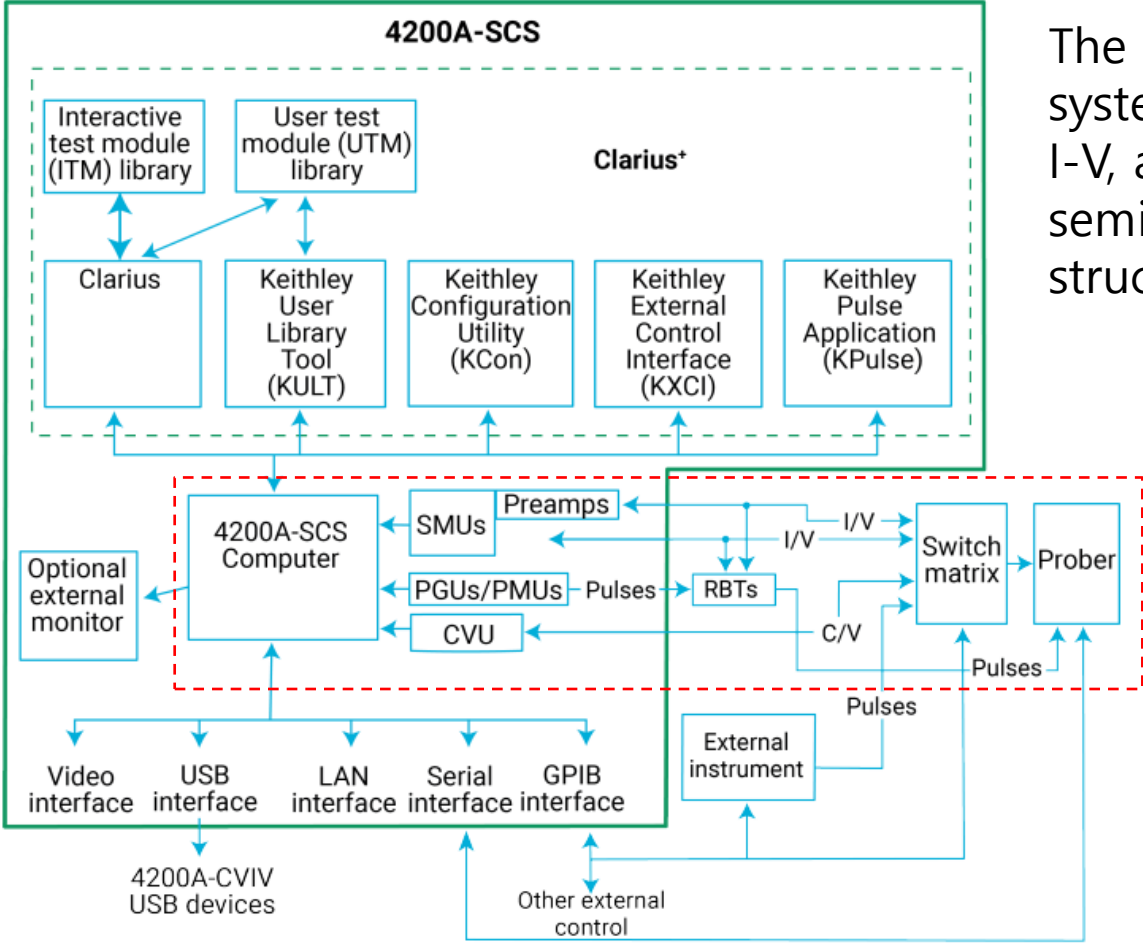 4200A-SCS
The
syste
I-V, a
semi
struc
Interactive
test module
(ITM) library
User test
module (UTM)
library
Clarius+
Clarius
Keithley
User
Library
Tool
(KULT)
Keithley
Configuration
Utility
(KCon)
Keithley
External
Control
Interface
(KXCI)
Keithley
Pulse
Application
(KPulse)
4200A-SCS
Computer
SMUs
Preamps
I/V
I/V
Switch
matrix
Prober
Optional
external
monitor
PGUs/PMUs
Pulses
RBTs
CVU
C/V
Pulses
Pulses
External
instrument
Video
interface
USB
interface
LAN
interface
Serial
interface
GPIB
interface
4200A-CVIV
USB devices
Other external
control